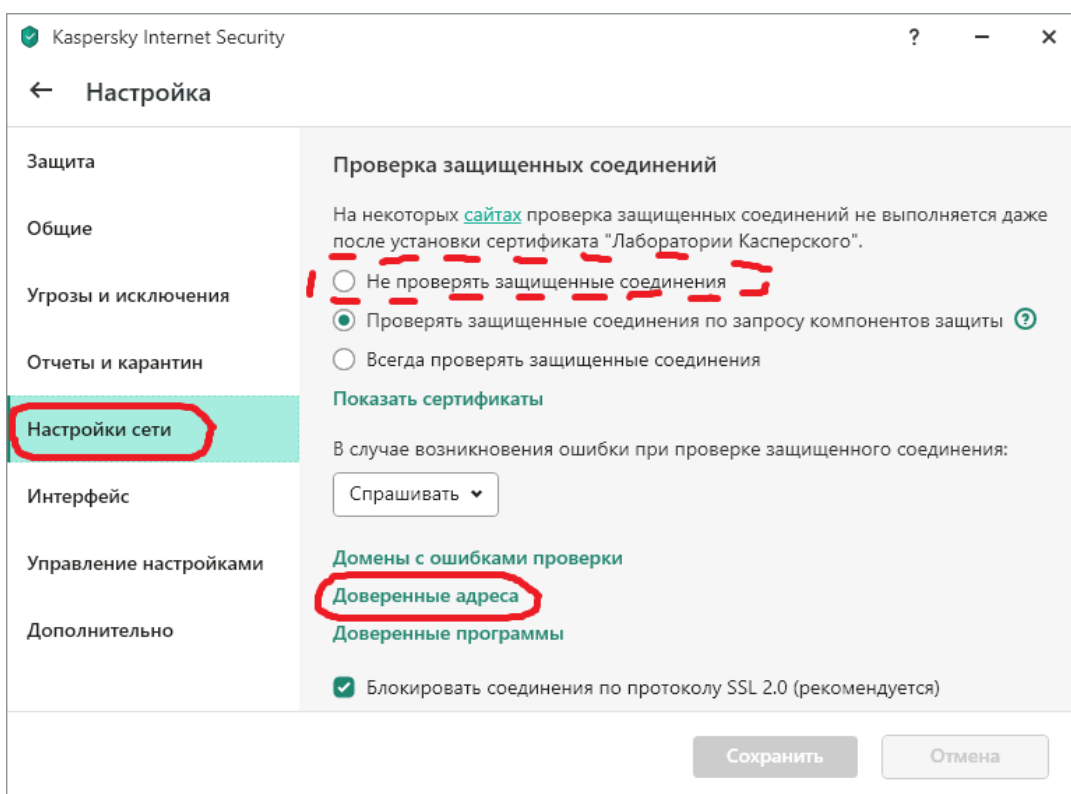 Kaspersky Internet Security
?
Настройка
Защита
Общие
Угрозы и исключения
Отчеты и карантин
Настройки сети
Интерфейс
Управление настройками
Дополнительно
Проверка защищенных соединений
На некоторых сайтах проверка защищенных соединений не выполняется даже
после установки сертификата "Лаборатории Касперского".
Не проверять защищенные соединения
Проверять защищенные соединения по запросу компонентов защиты ?
Всегда проверять защищенные соединения
Показать сертификаты
В случае возникновения ошибки при проверке защищенного соединения:
Спрашивать
Домены с ошибками проверки
Доверенные адреса
Доверенные программы
Блокировать соединения по протоколу SSL 2.0 (рекомендуется)
Сохранить
Отмена